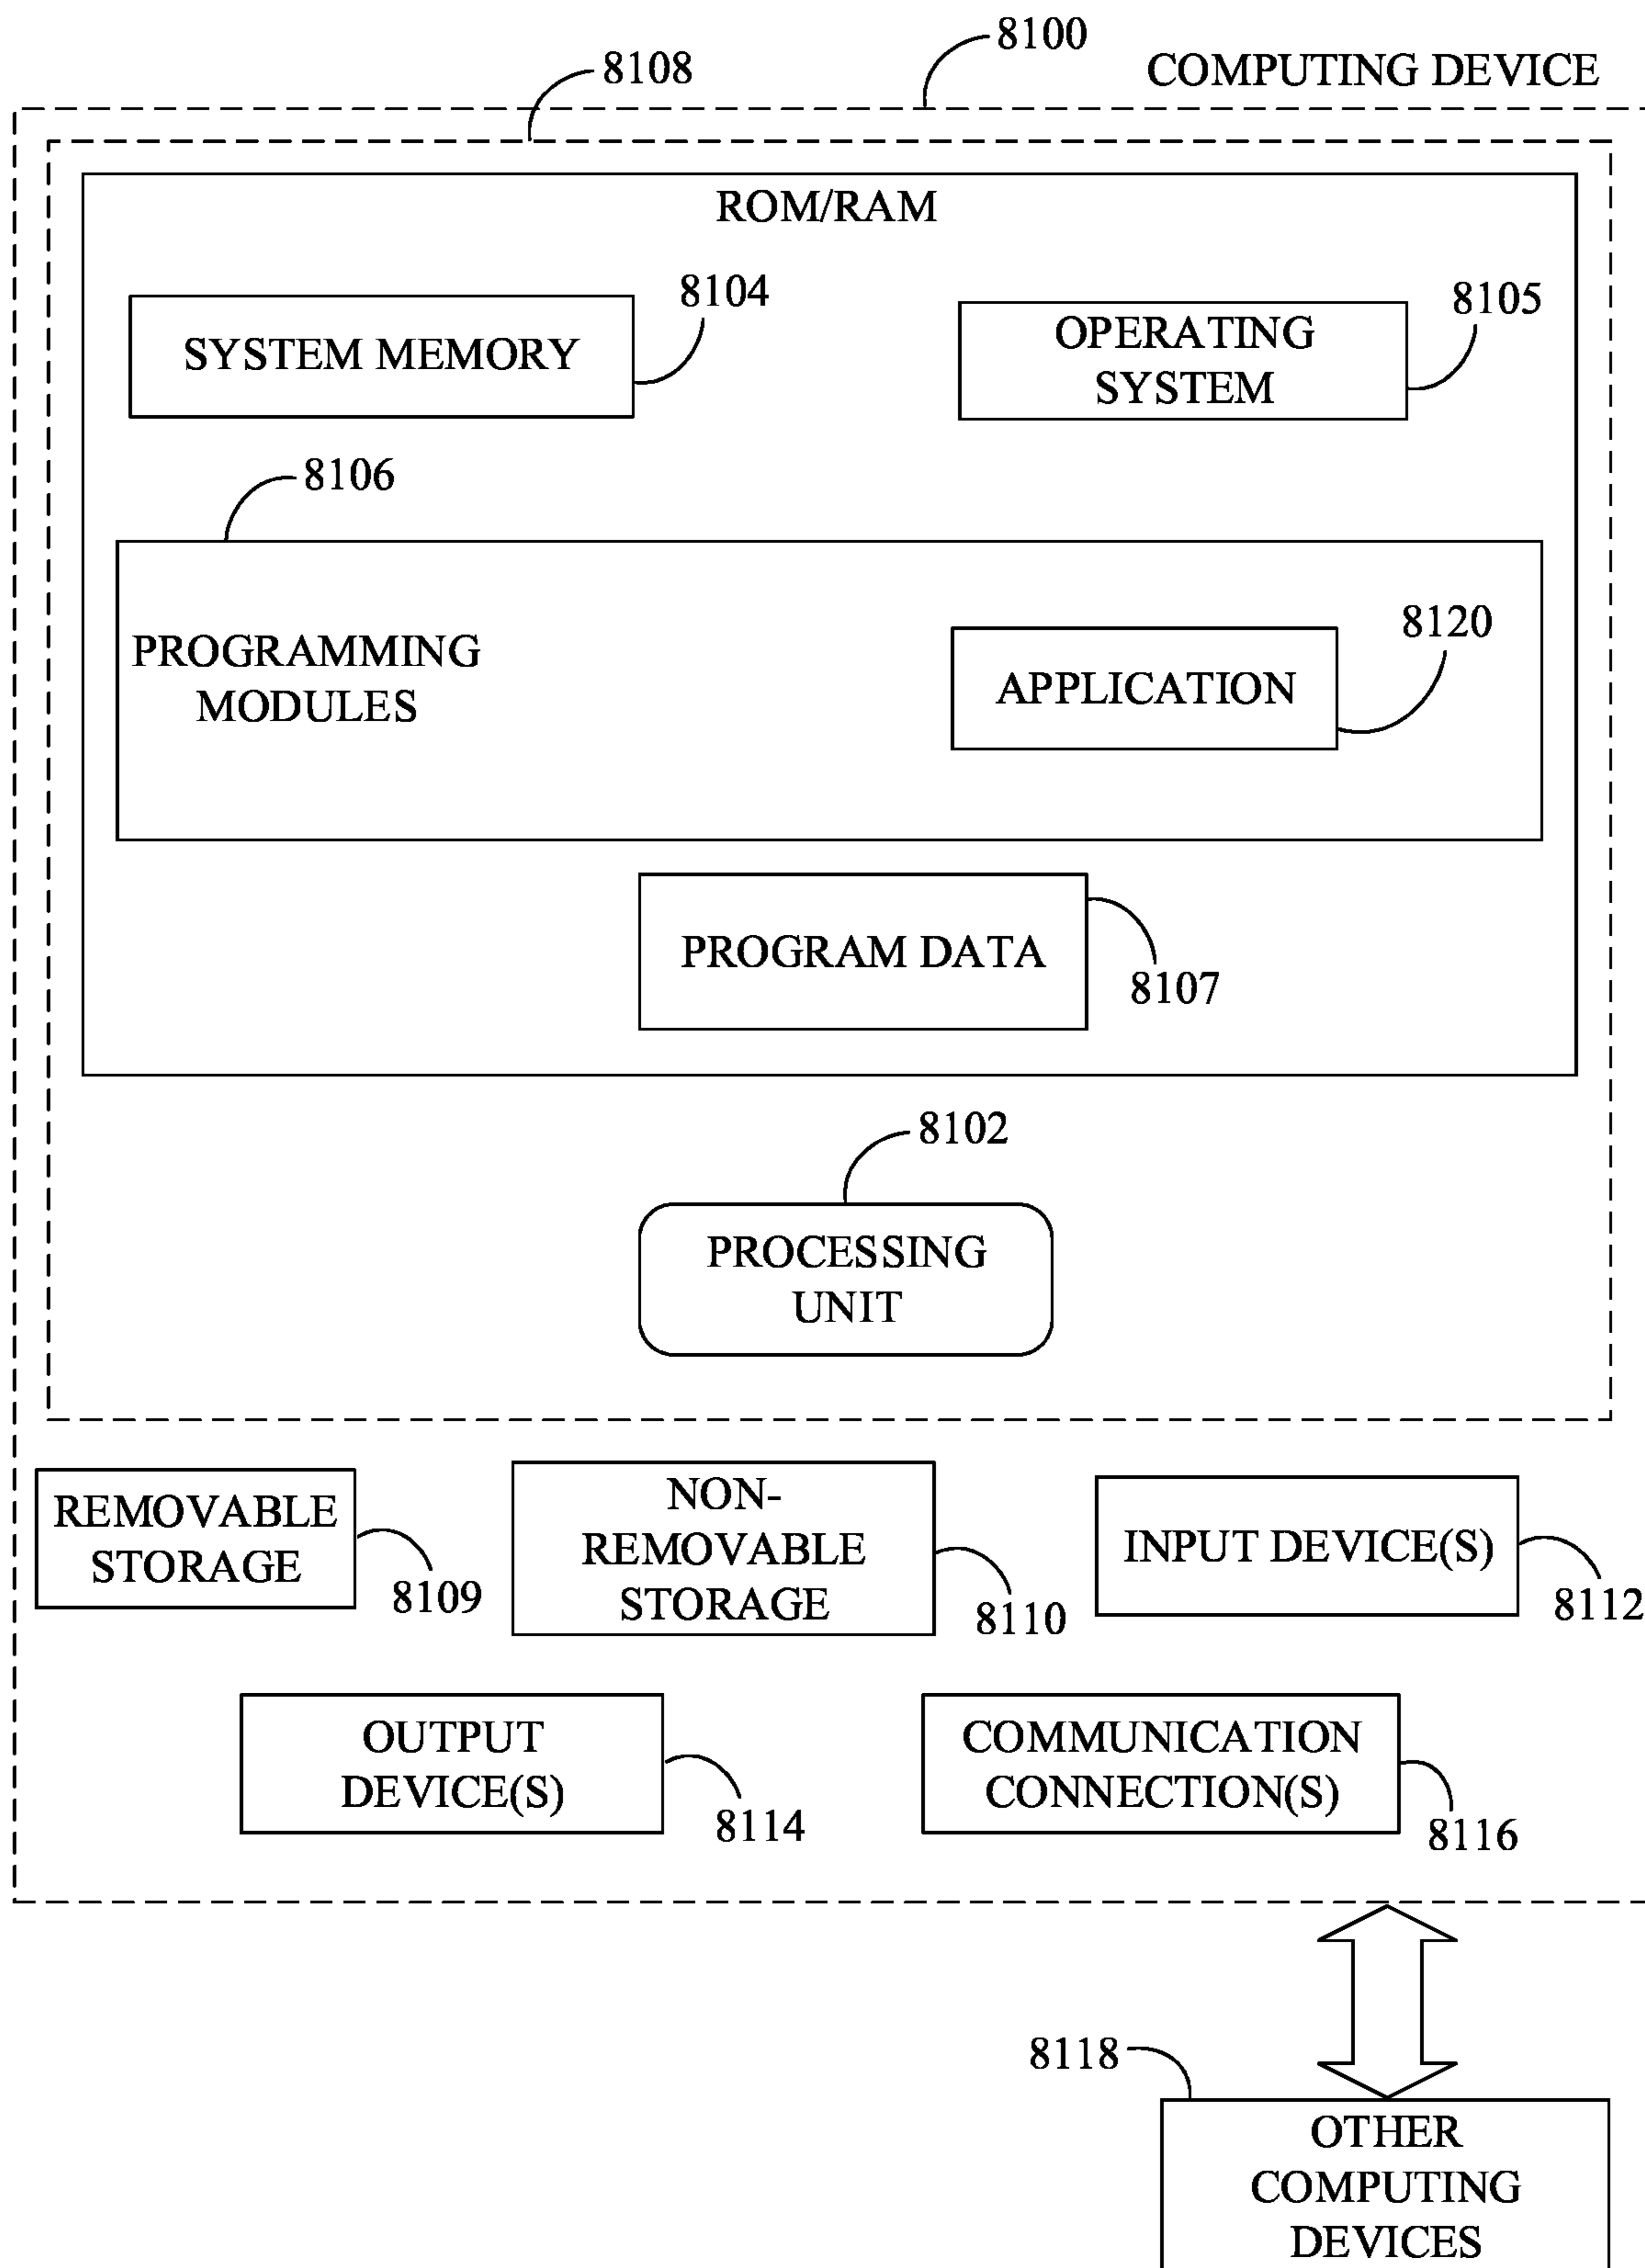 8100
8108
COMPUTING DEVICE
ROM/RAM
8104
8105
SYSTEM MEMORY
OPERATING
SYSTEM
8106
8120
PROGRAMMING
MODULES
APPLICATION
PROGRAM DATA
8107
8102
PROCESSING
UNIT
REMOVABLE
STORAGE
8109
NON-
REMOVABLE
STORAGE
8110
INPUT DEVICE(S)
8112
OUTPUT
DEVICE(S)
8114
COMMUNICATION
CONNECTION(S)
8116
8118
OTHER
COMPUTING
DEVICES